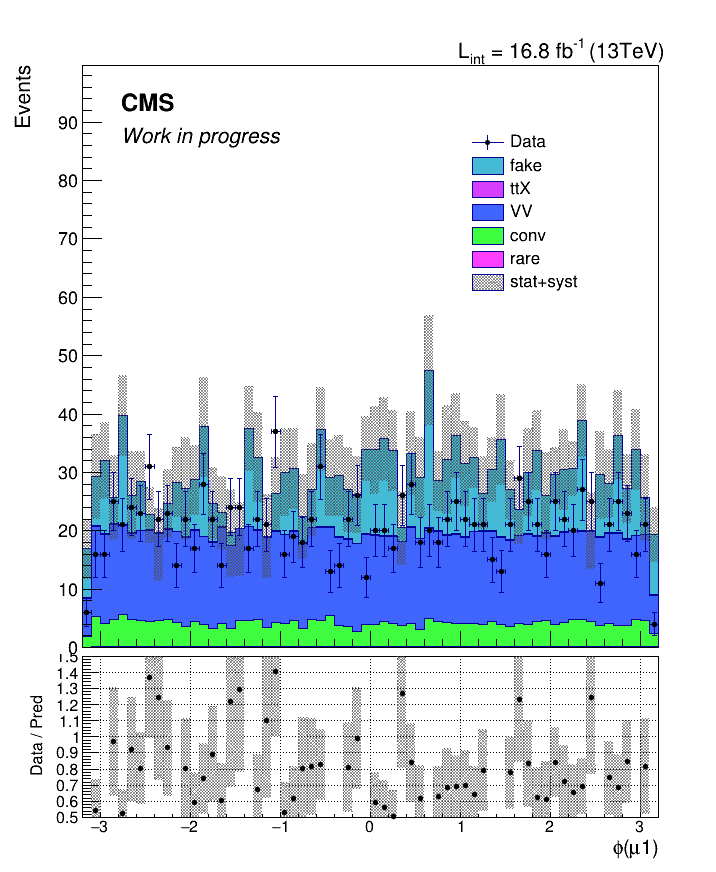 L_int = 16.8 fb^-1 (13TeV)
Events
CMS
Work in progress
Data
fake
ttX
VV
conv
rare
stat+syst
90
80
70
60
50
40
30
20
10
0
1.5
1.4
1.3
1.2
1.1
1
0.9
0.8
0.7
0.6
0.5
Data / Pred
−3 −2 −1 0 1 2 3
ϕ(μ1)